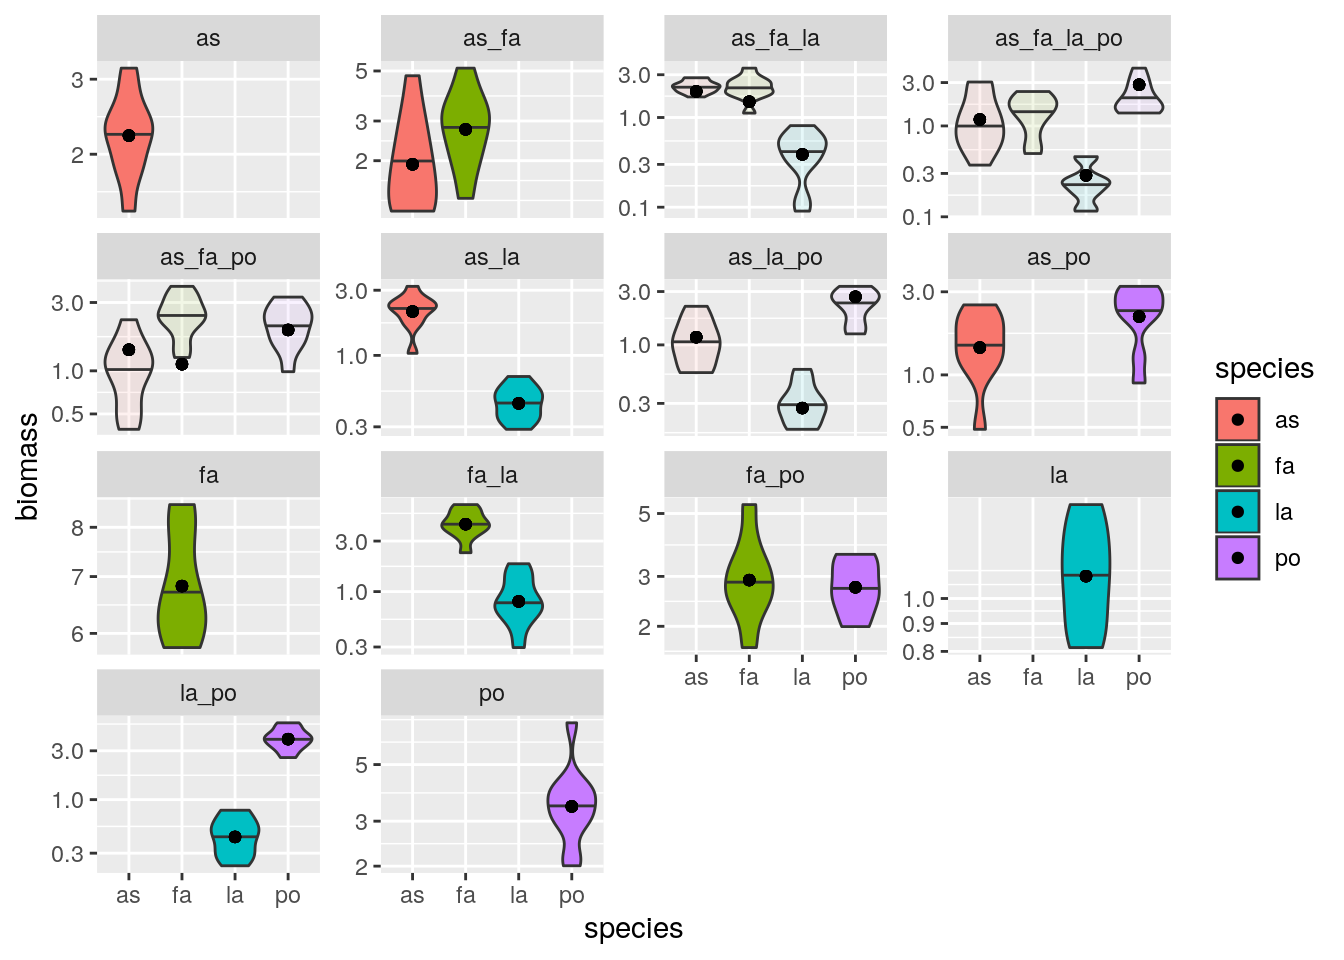 as
as_fa
as_fa_la
as_fa_la_po
3
2
5
3
2
3.0
1.0
0.3
0.1
3.0
1.0
0.3
0.1
as_fa_po
as_la
as_la_po
as_po
3.0
1.0
0.5
3.0
1.0
0.3
3.0
1.0
0.3
3.0
1.0
0.5
fa
fa_la
fa_po
la
8
7
6
3.0
1.0
0.3
5
3
2
1.0
0.9
0.8
as fa la po
as fa la po
la_po
po
3.0
1.0
0.3
5
3
2
as fa la po
as fa la po
species
biomass
species
as
fa
la
po